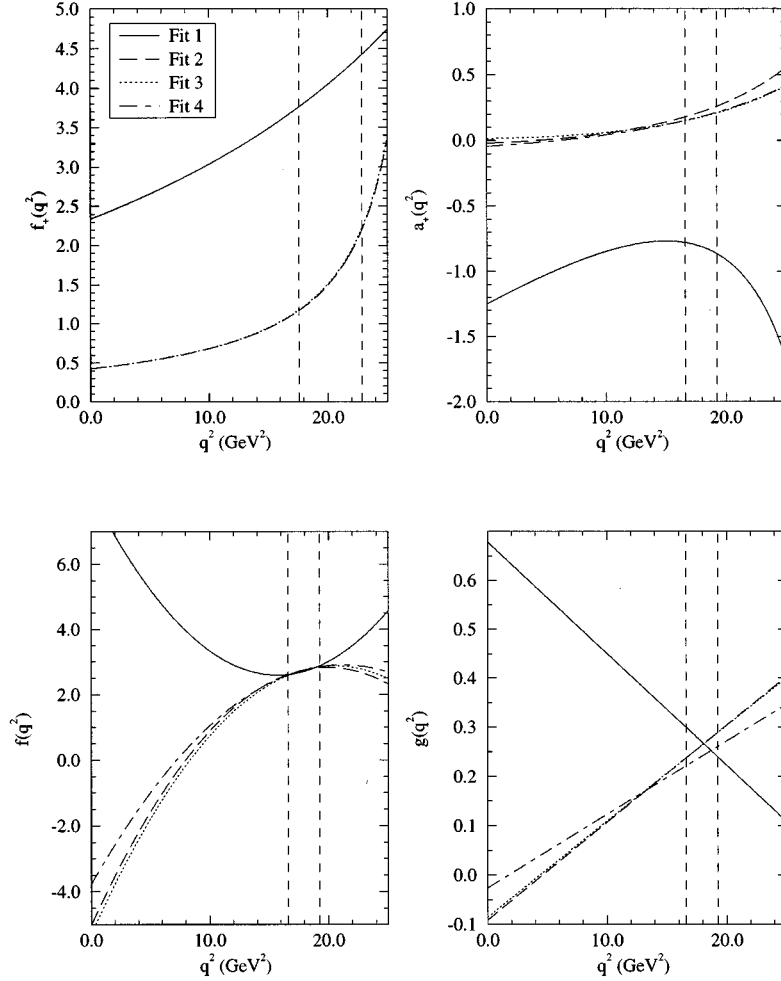 5.0
4.5
4.0
3.5
3.0
2.5
2.0
1.5
1.0
0.5
0.0
f+(q²)
Fit 1
Fit 2
Fit 3
Fit 4
0.0 10.0 20.0
q² (GeV²)
1.0
0.5
0.0
-0.5
-1.0
-1.5
-2.0
a+(q²)
0.0 10.0 20.0
q² (GeV²)
6.0
4.0
2.0
0.0
-2.0
-4.0
f(q²)
0.0 10.0 20.0
q² (GeV²)
0.6
0.5
0.4
0.3
0.2
0.1
0.0
-0.1
g(q²)
0.0 10.0 20.0
q² (GeV²)